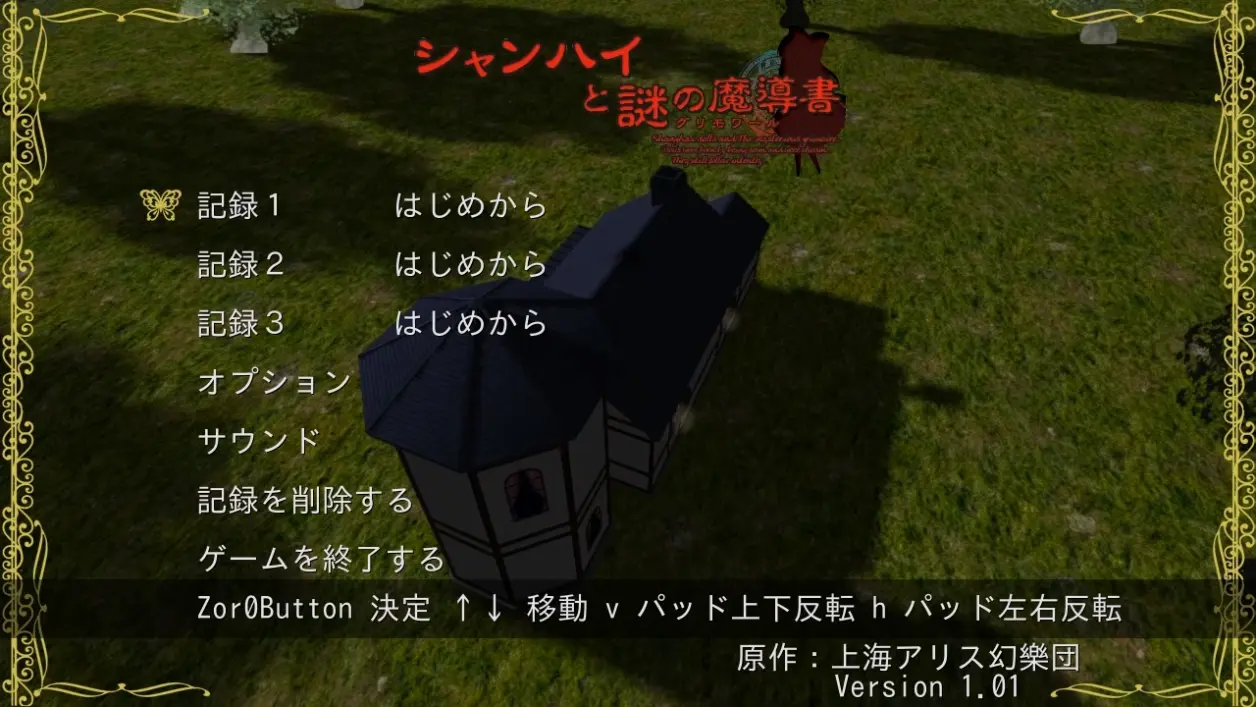 シャンハイ
と謎の魔導書
グリモワール
記録１ はじめから
記録２ はじめから
記録３ はじめから
オプション
サウンド
記録を削除する
ゲームを終了する
Zor0Button 決定 ↑↓ 移動 v パッド上下反転 h パッド左右反転
原作：上海アリス幻樂団
Version 1.01